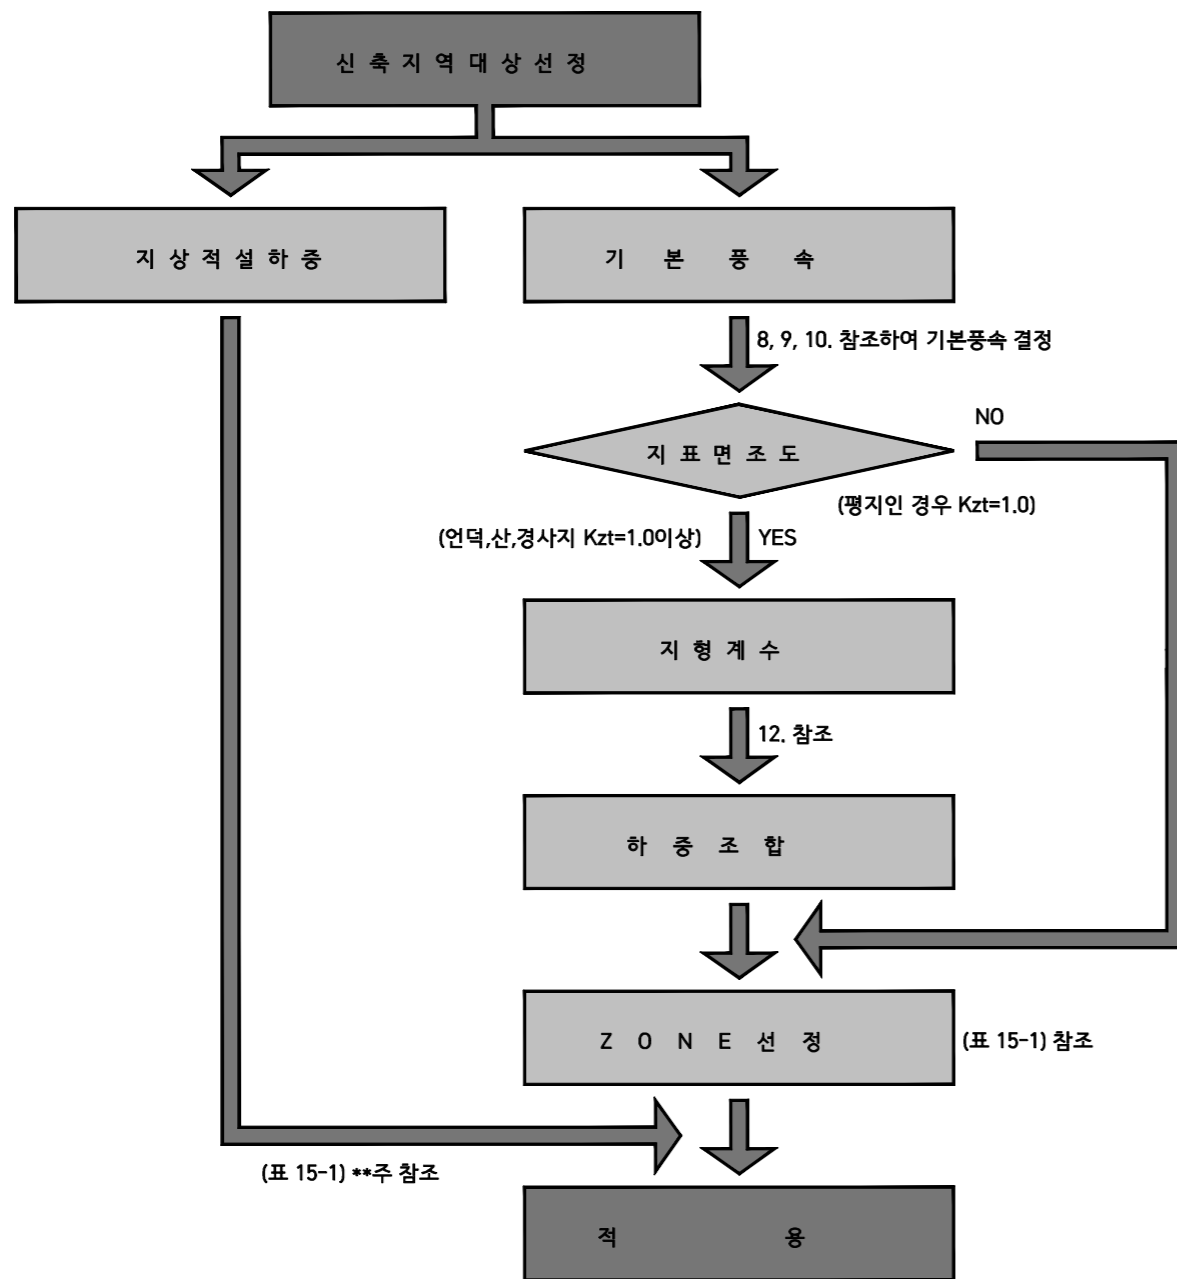 신축지역대상선정
지상적설하중
기본풍속
8, 9, 10. 참조하여 기본풍속 결정
NO
지표면조도
(평지인 경우 Kzt=1.0)
(언덕,산,경사지 Kzt=1.0이상)
YES
지형계수
12. 참조
하중조합
ZONE선정
(표 15-1) 참조
(표 15-1) **주 참조
적용